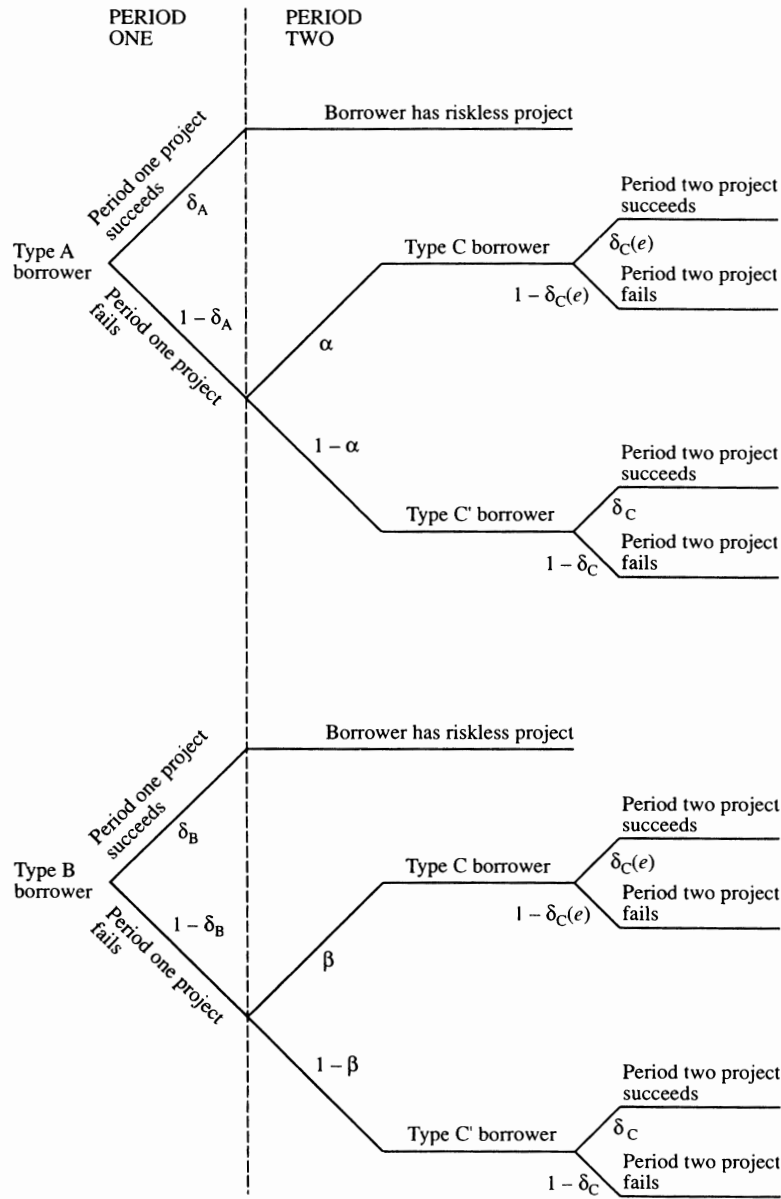 PERIOD
ONE
PERIOD
TWO
Borrower has riskless project
Period one project
succeeds
δA
Type A
borrower
Period one project
fails
1 – δA
Type C borrower
Period two project
succeeds
δC(e)
1 – δC(e)
Period two project
fails
α
1 – α
Type C' borrower
Period two project
succeeds
δC
1 – δC
Period two project
fails
Borrower has riskless project
Period one project
succeeds
δB
Type B
borrower
Period one project
fails
1 – δB
Type C borrower
Period two project
succeeds
δC(e)
1 – δC(e)
Period two project
fails
β
1 – β
Type C' borrower
Period two project
succeeds
δC
1 – δC
Period two project
fails